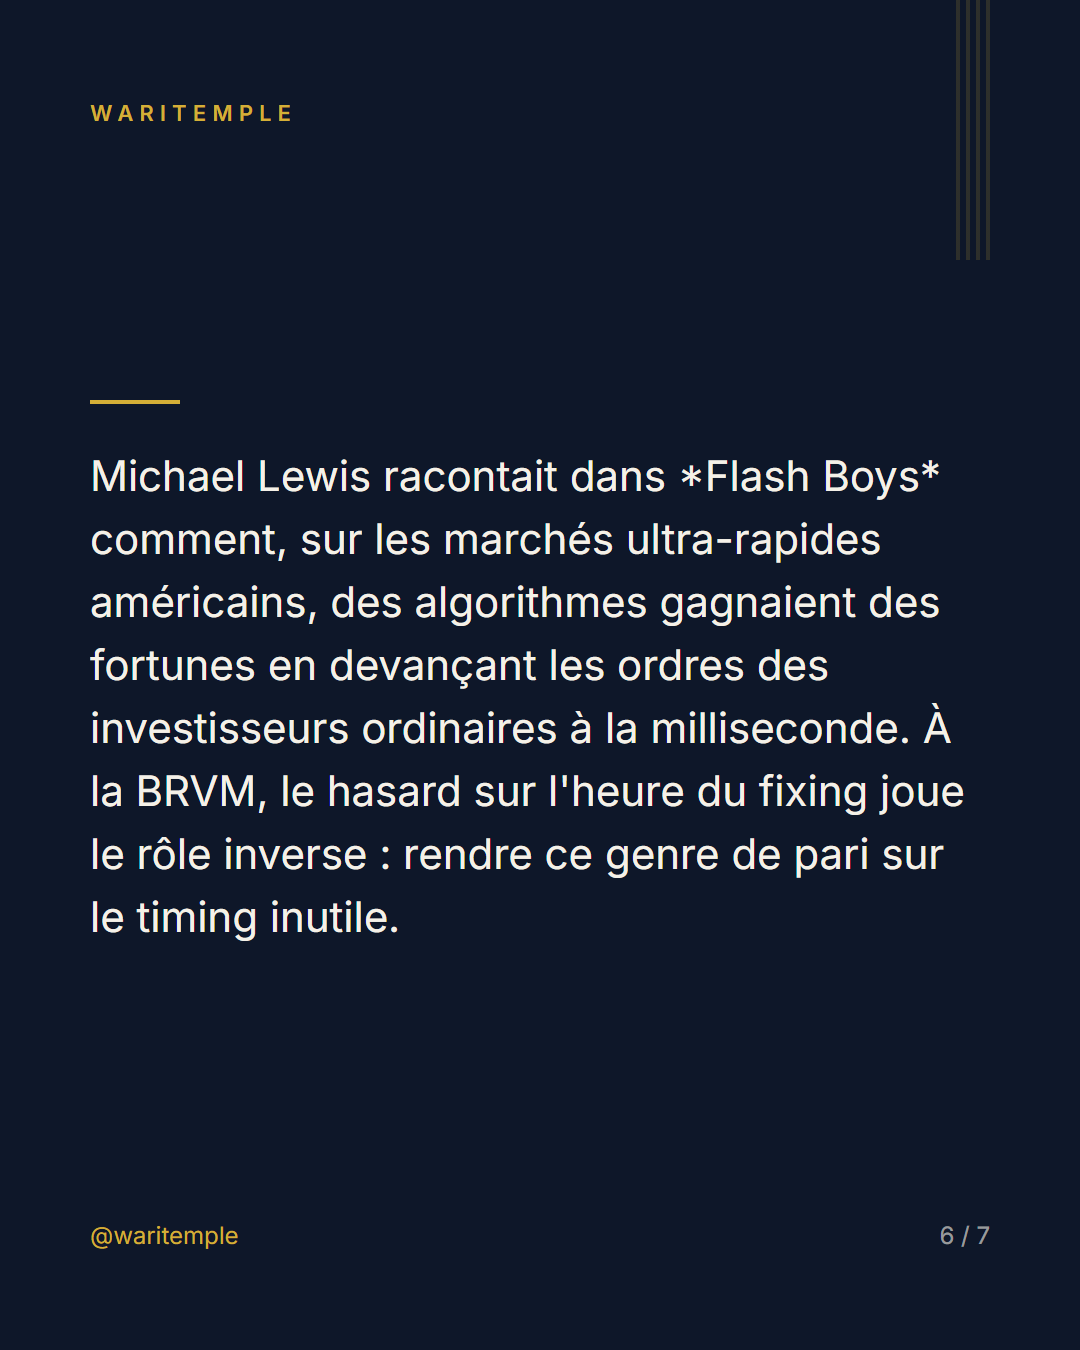 WARITEMPLE
Michael Lewis racontait dans *Flash Boys*
comment, sur les marchés ultra-rapides
américains, des algorithmes gagnaient des
fortunes en devançant les ordres des
investisseurs ordinaires à la milliseconde. À
la BRVM, le hasard sur l'heure du fixing joue
le rôle inverse : rendre ce genre de pari sur
le timing inutile.
@waritemple
6 / 7